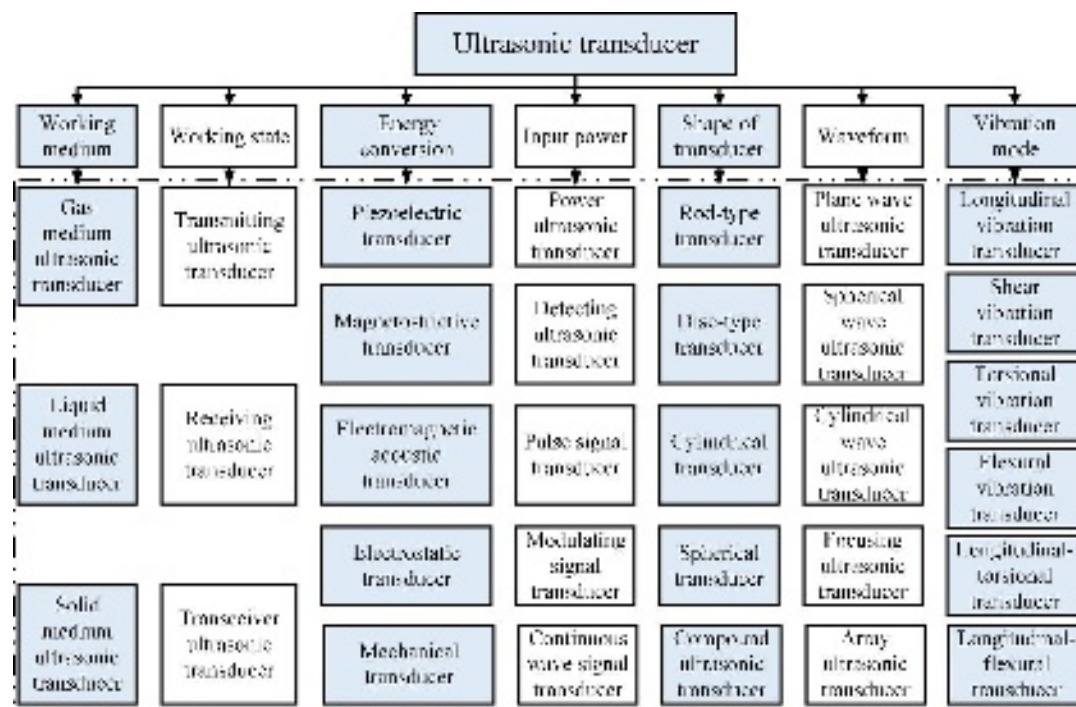 Ultrasonic transducer
Working
medium
Working state
Energy
conversion
Input power
Shape of
transducer
Waveform
Vibration
mode
Gas
medium
ultrasonic
transducer
Liquid
medium
ultrasonic
transducer
Solid
medium
ultrasonic
transducer
Transmitting
ultrasonic
transducer
Receiving
ultrasonic
transducer
Transceiver
ultrasonic
transducer
Piezoelectric
transducer
Magnetostrictive
transducer
Electromagnetic
acoustic
transducer
Electrostatic
transducer
Mechanical
transducer
Power
ultrasonic
transducer
Detecting
ultrasonic
transducer
Pulse signal
transducer
Modulating
signal
transducer
Continuous
wave signal
transducer
Rod-type
transducer
Disc-type
transducer
Cylindrical
transducer
Spherical
transducer
Compound
ultrasonic
transducer
Plane wave
ultrasonic
transducer
Spherical
wave
ultrasonic
transducer
Cylindrical
wave
ultrasonic
transducer
Focusing
ultrasonic
transducer
Array
ultrasonic
transducer
Longitudinal
vibration
transducer
Shear
vibration
transducer
Torsional
vibration
transducer
Flexural
vibration
transducer
Longitudinal-
torsional
transducer
Longitudinal-
flexural
transducer